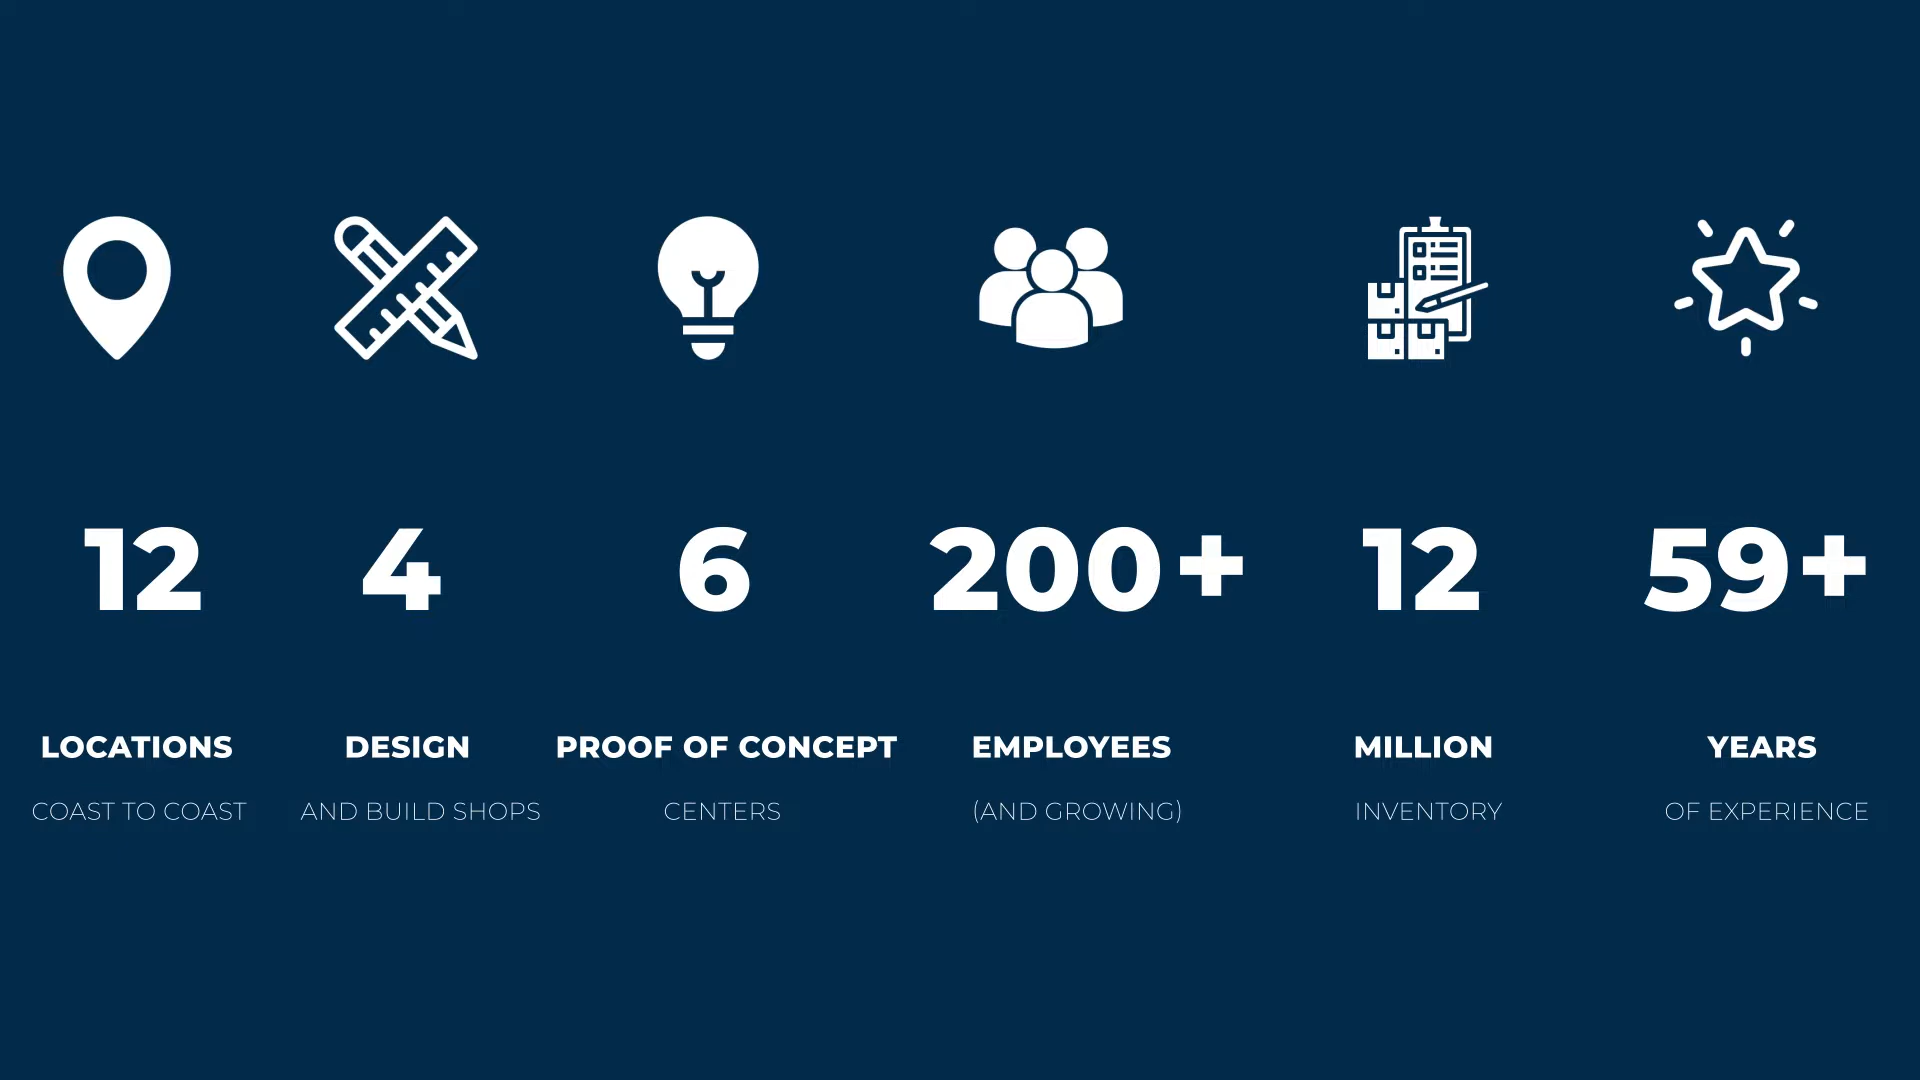 12
4
6
200+
12
59+
LOCATIONS
DESIGN
PROOF OF CONCEPT
EMPLOYEES
MILLION
YEARS
COAST TO COAST
AND BUILD SHOPS
CENTERS
(AND GROWING)
INVENTORY
OF EXPERIENCE